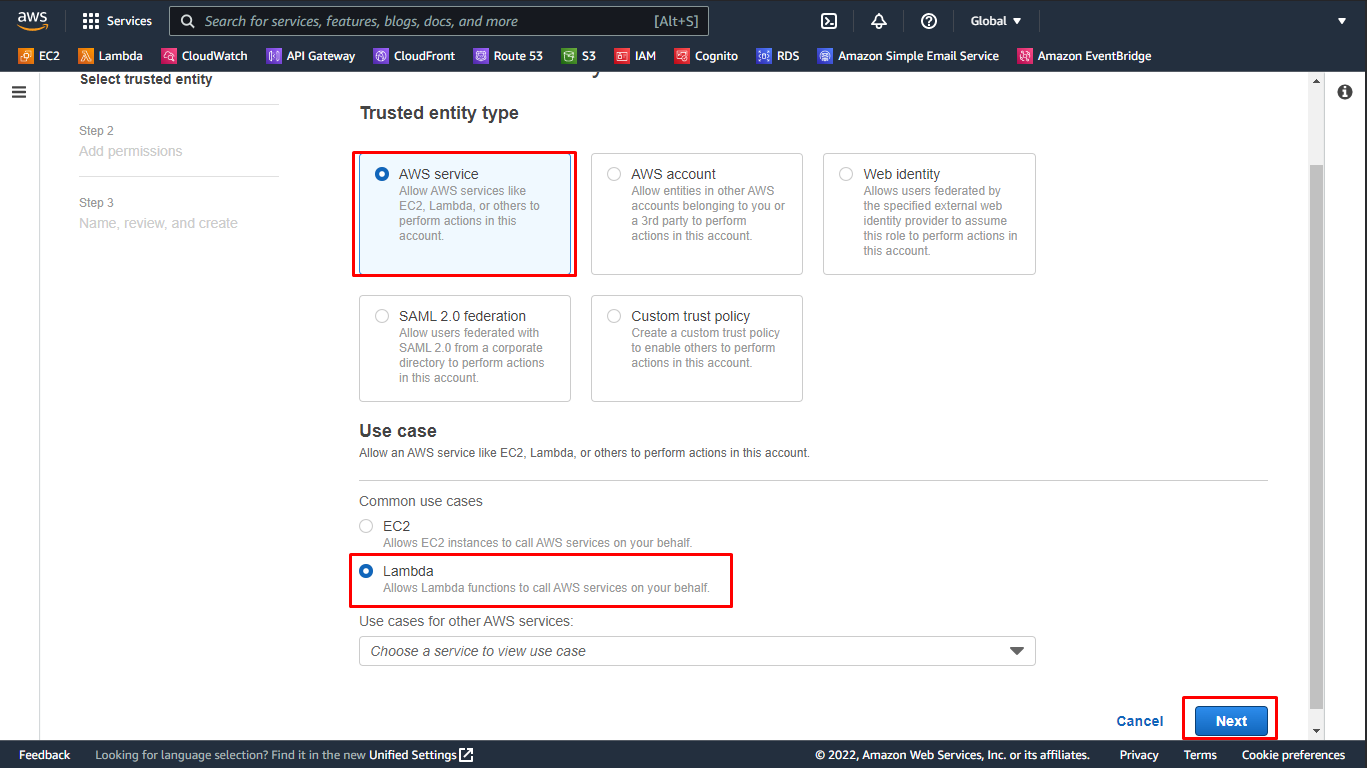 aws
Services
Search for services, features, blogs, docs, and more
[Alt+S]
Global
EC2
Lambda
CloudWatch
API Gateway
CloudFront
Route 53
S3
IAM
Cognito
RDS
Amazon Simple Email Service
Amazon EventBridge
Select trusted entity
Step 2
Add permissions
Step 3
Name, review, and create
Trusted entity type
AWS service
Allow AWS services like
EC2, Lambda, or others to
perform actions in this
account.
AWS account
Allow entities in other AWS
accounts belonging to you or
a 3rd party to perform
actions in this account.
Web identity
Allows users federated by
the specified external web
identity provider to assume
this role to perform actions in
this account.
SAML 2.0 federation
Allow users federated with
SAML 2.0 from a corporate
directory to perform actions
in this account.
Custom trust policy
Create a custom trust policy
to enable others to perform
actions in this account.
Use case
Allow an AWS service like EC2, Lambda, or others to perform actions in this account.
Common use cases
EC2
Allows EC2 instances to call AWS services on your behalf.
Lambda
Allows Lambda functions to call AWS services on your behalf.
Use cases for other AWS services:
Choose a service to view use case
Cancel
Next
Feedback
Looking for language selection? Find it in the new Unified Settings
© 2022, Amazon Web Services, Inc. or its affiliates.
Privacy
Terms
Cookie preferences